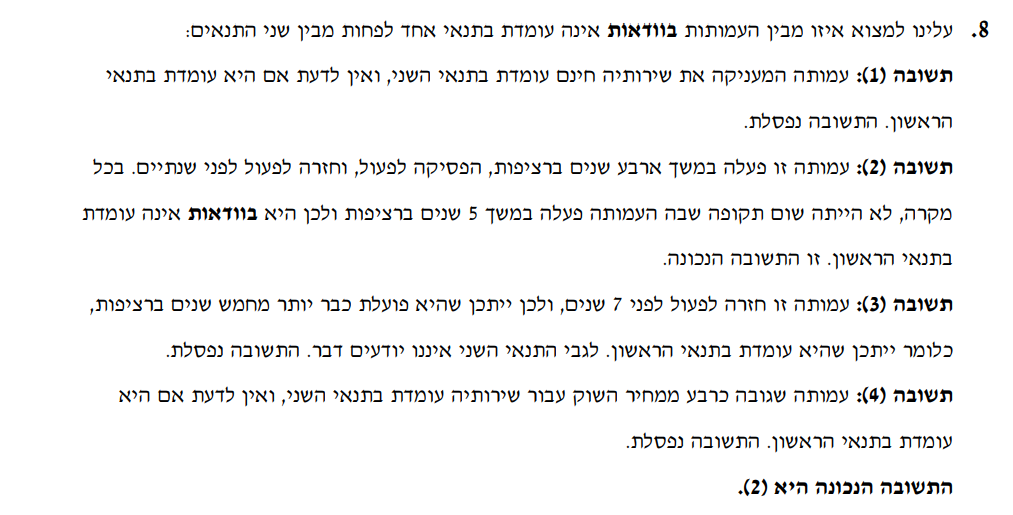 8. עלינו למצוא איזו מבין העמותות בוודאות אינה עומדת בתנאי אחד לפחות מבין שני התנאים:
תשובה (1): עמותה המעניקה את שירותיה חינם עומדת בתנאי השני, ואין לדעת אם היא עומדת בתנאי
הראשון. התשובה נפסלת.
תשובה (2): עמותה זו פעלה במשך ארבע שנים ברציפות, הפסיקה לפעול, וחזרה לפעול לפני שנתיים. בכל
מקרה, לא הייתה שום תקופה שבה העמותה פעלה במשך 5 שנים ברציפות ולכן היא בוודאות אינה עומדת
בתנאי הראשון. זו התשובה הנכונה.
תשובה (3): עמותה זו חזרה לפעול לפני 7 שנים, ולכן ייתכן שהיא פועלת כבר יותר מחמש שנים ברציפות,
כלומר ייתכן שהיא עומדת בתנאי הראשון. לגבי התנאי השני איננו יודעים דבר. התשובה נפסלת.
תשובה (4): עמותה שגובה כרבע ממחיר השוק עבור שירותיה עומדת בתנאי השני, ואין לדעת אם היא
עומדת בתנאי הראשון. התשובה נפסלת.
התשובה הנכונה היא (2).